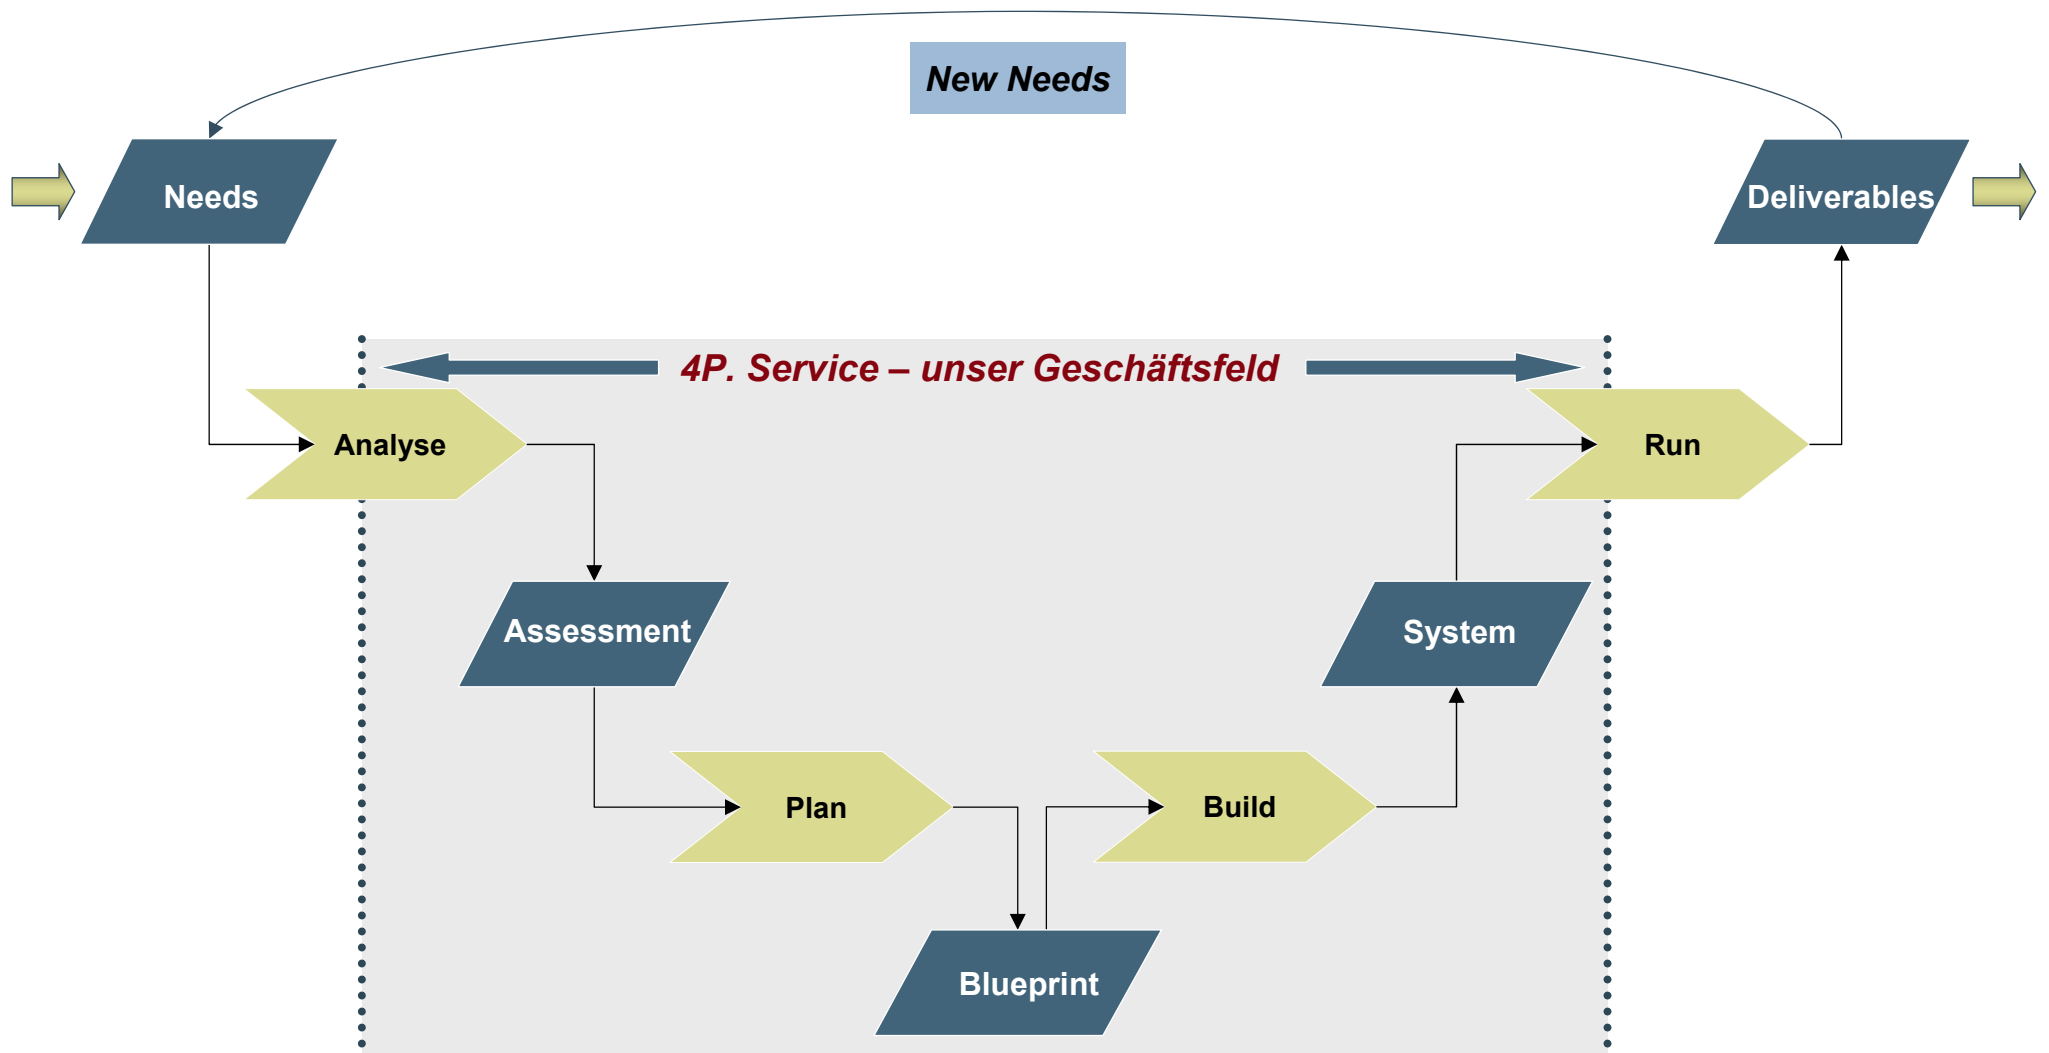 New Needs
Needs
Deliverables
4P. Service – unser Geschäftsfeld
Analyse
Run
Assessment
System
Plan
Build
Blueprint